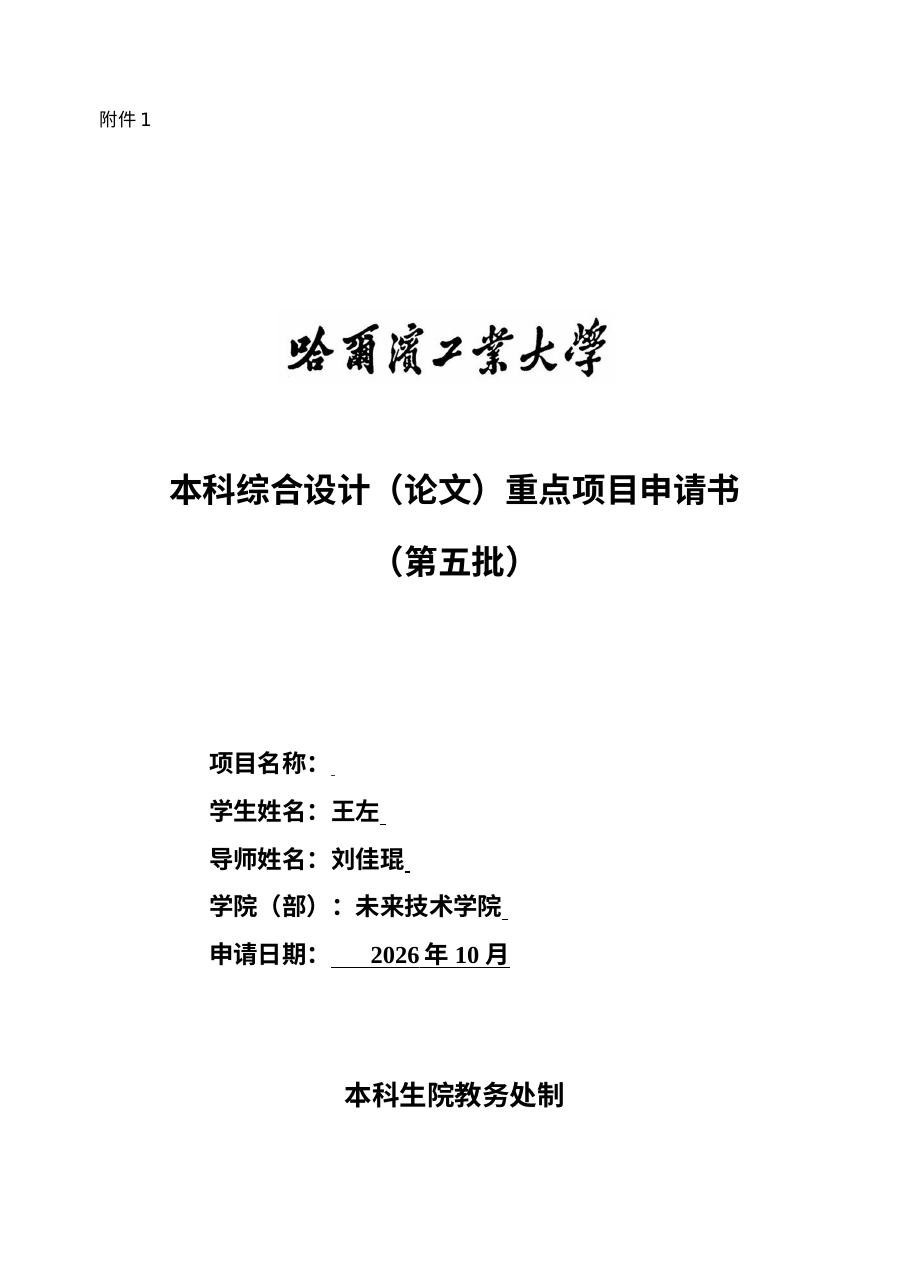 附件 1
哈爾濱工業大學
本科综合设计（论文）重点项目申请书
（第五批）
项目名称：
学生姓名：王左
导师姓名：刘佳琨
学院（部）：未来技术学院
申请日期： 2026 年 10 月
本科生院教务处制